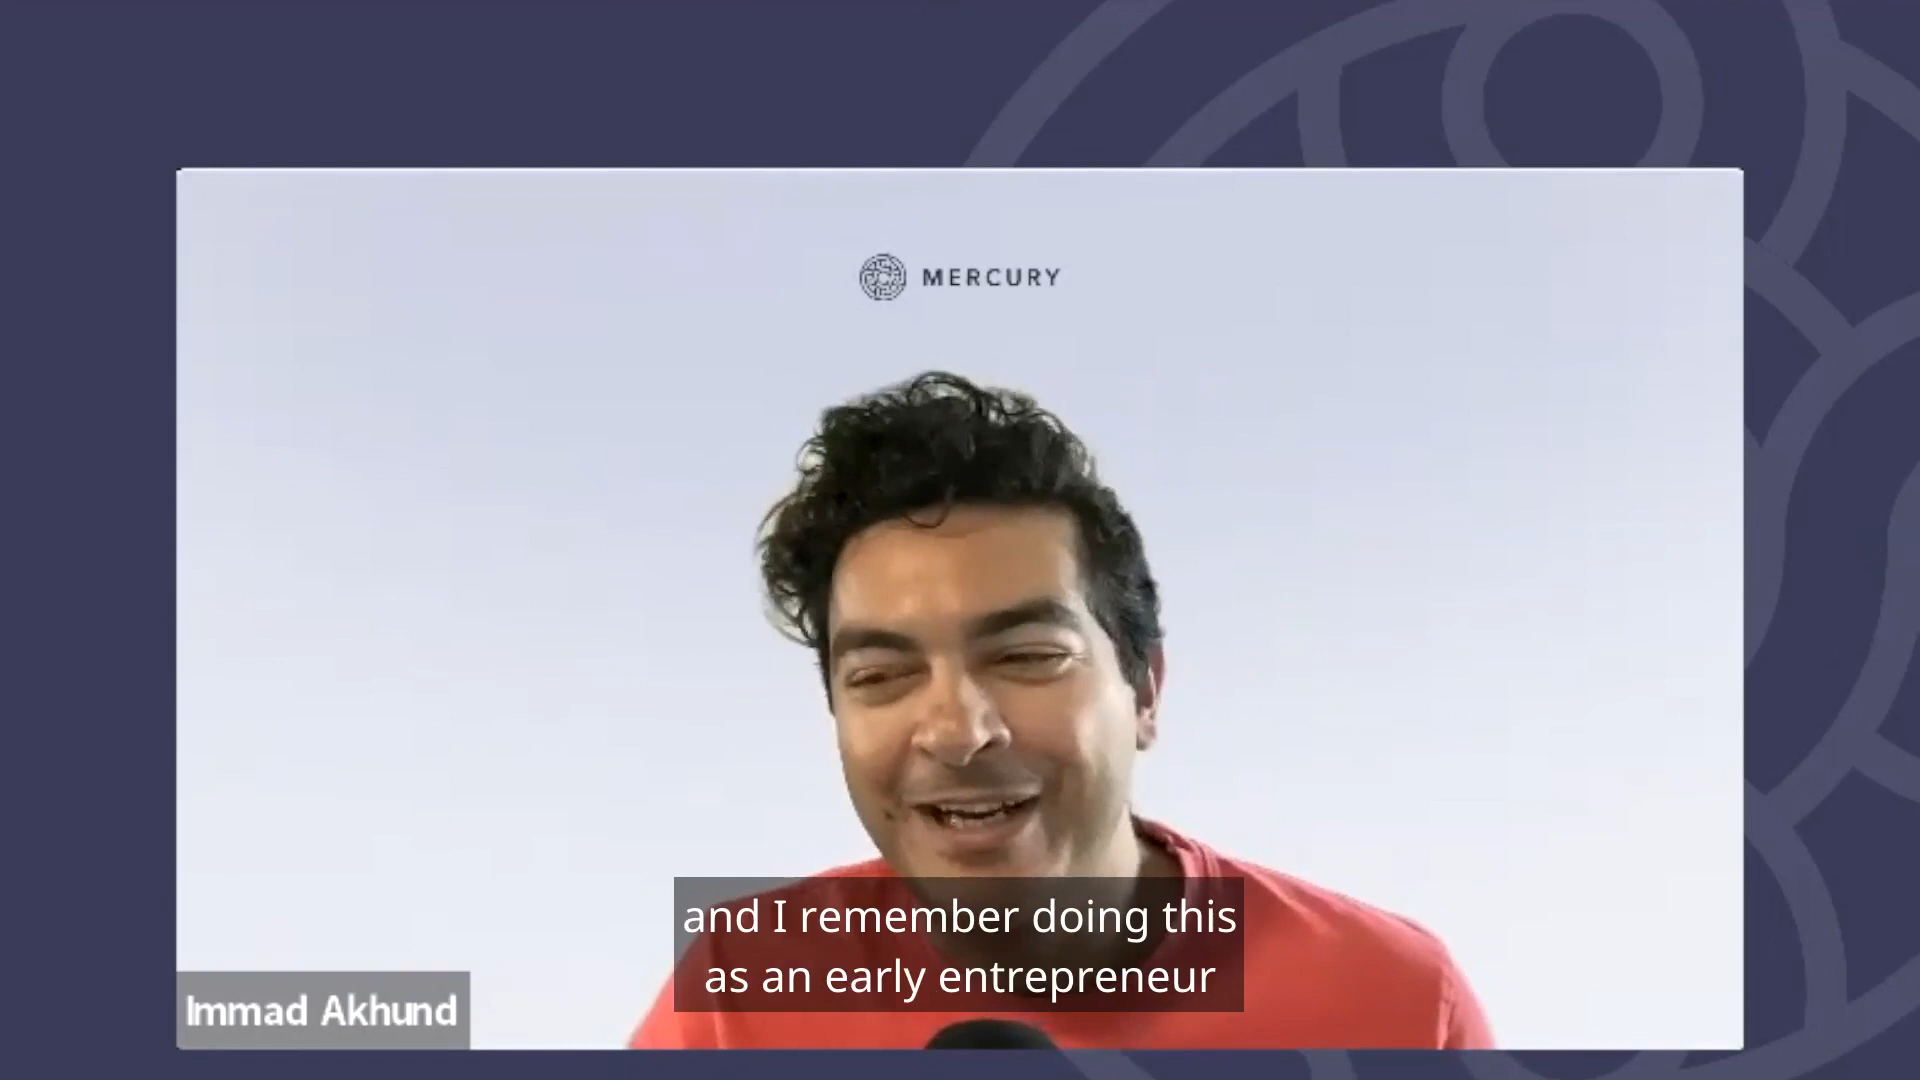 MERCURY
and I remember doing this
as an early entrepreneur
Immad Akhund